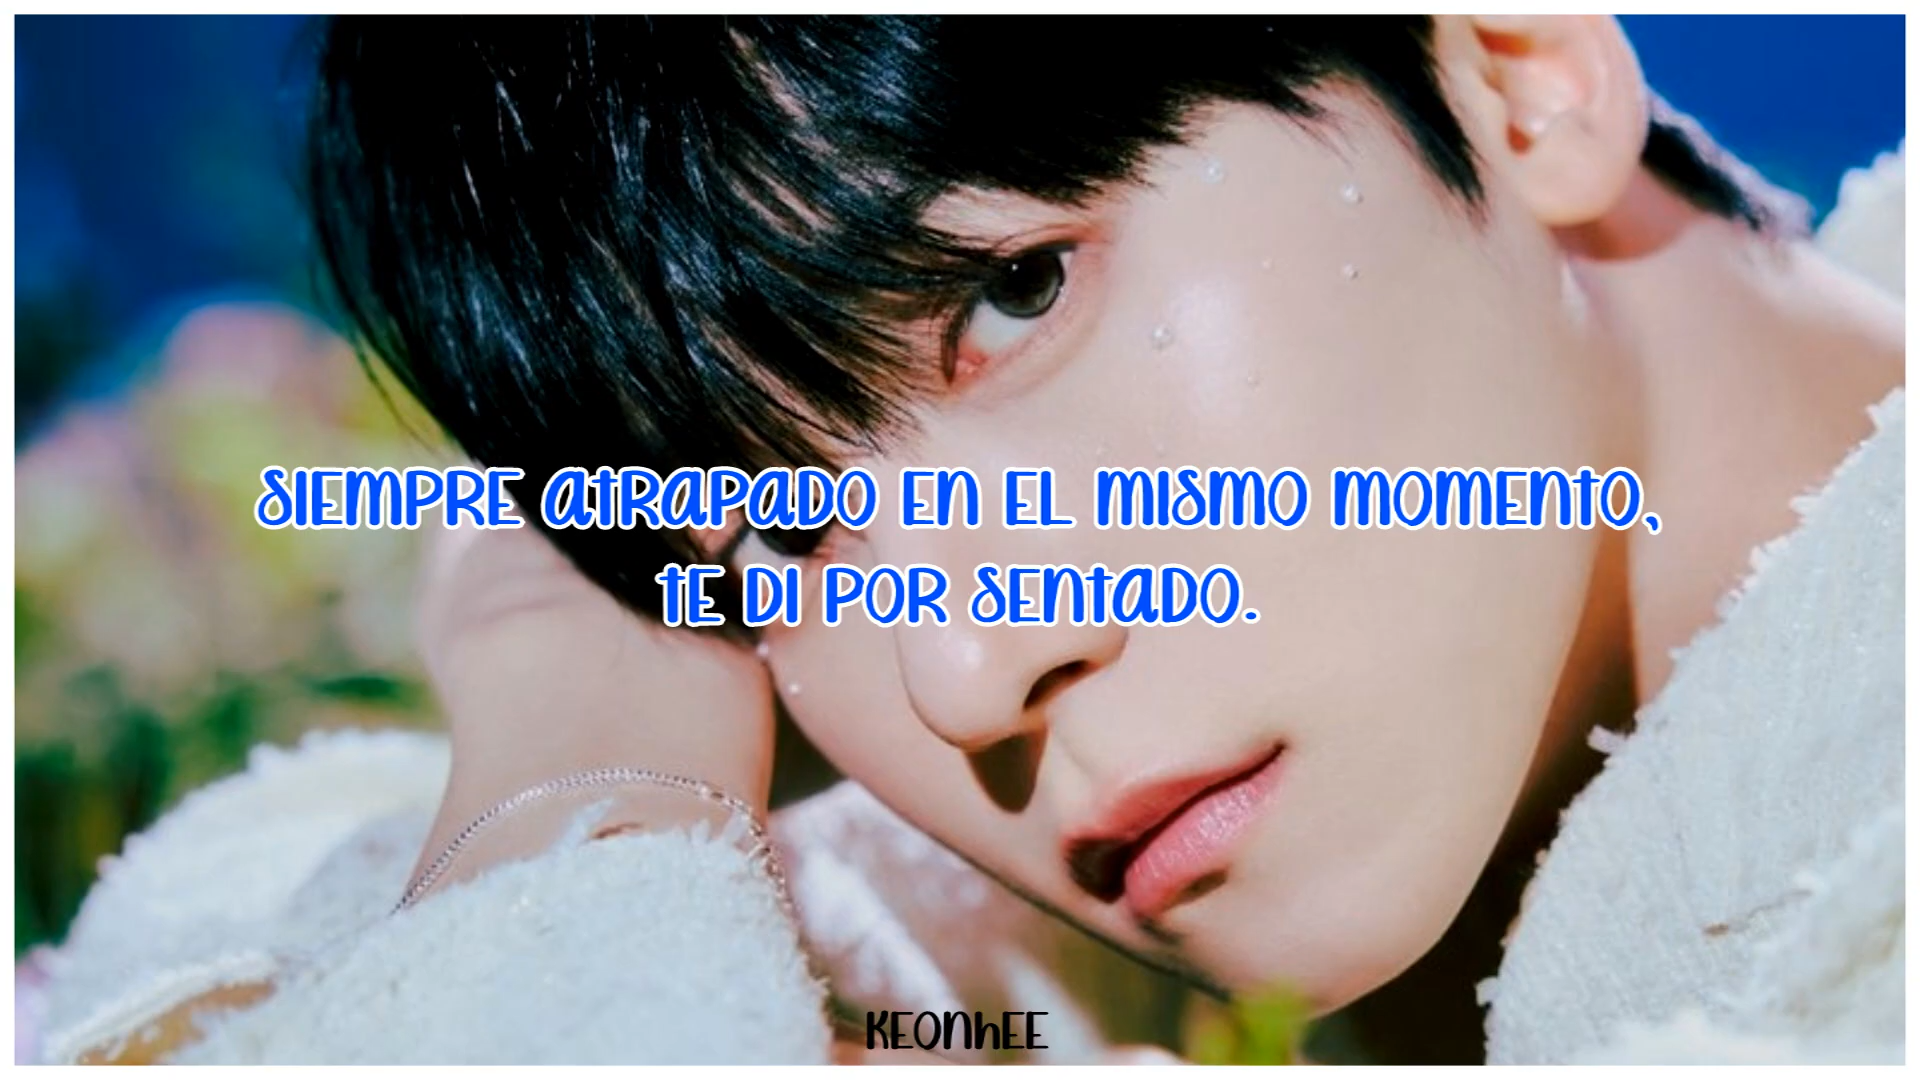 SIEMPRE ATRAPADO EN EL MISMO MOMENTO,
TE DI POR SENTADO.
KEONHEE